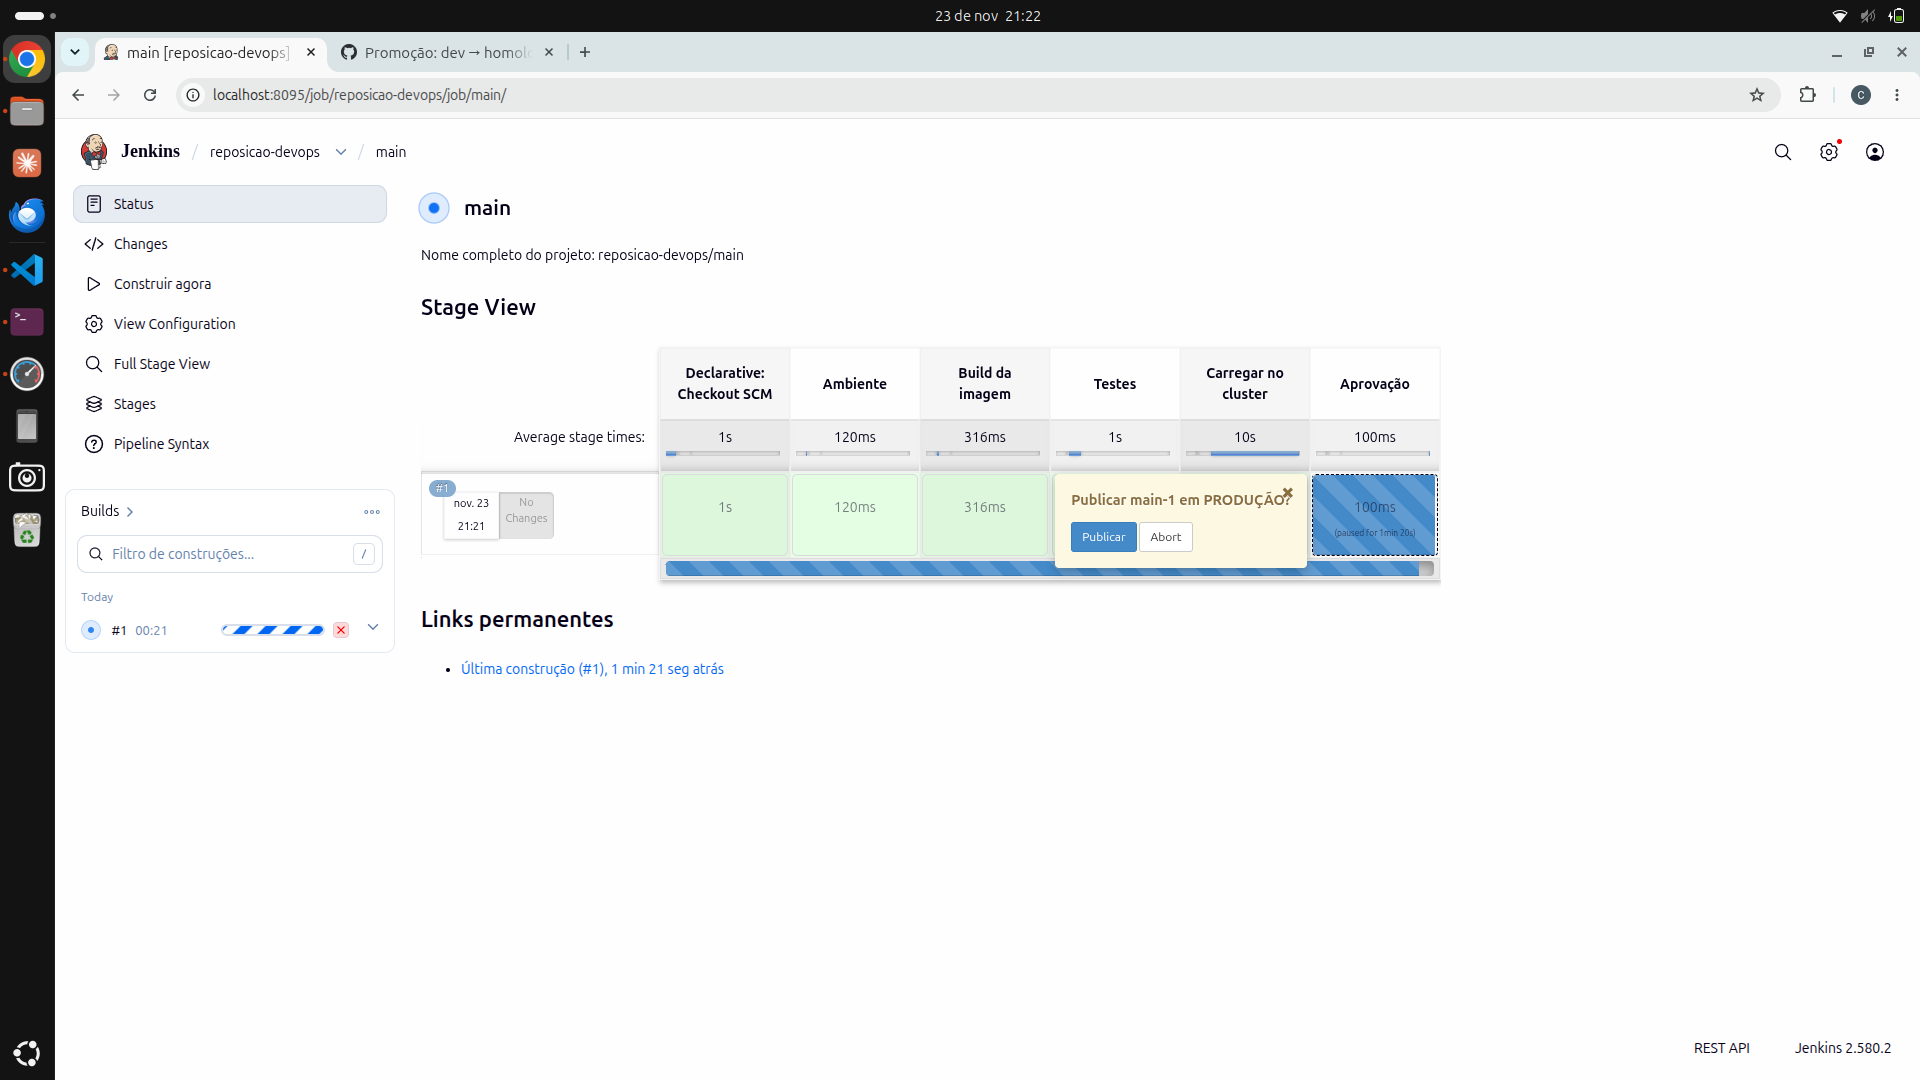 23 de nov 21:22
main [reposicao-devops]
Promoção: dev → homolo
localhost:8095/job/reposicao-devops/job/main/
C
Jenkins / reposicao-devops / main
Status
Changes
Construir agora
View Configuration
Full Stage View
Stages
Pipeline Syntax
Builds
Filtro de construções... /
Today
#1 00:21
main
Nome completo do projeto: reposicao-devops/main
Stage View
Declarative: Checkout SCM
Ambiente
Build da imagem
Testes
Carregar no cluster
Aprovação
Average stage times: 1s 120ms 316ms 1s 10s 100ms
#1
nov. 23
21:21
No Changes
1s 120ms 316ms
Publicar main-1 em PRODUÇÃO?
Publicar Abort
100ms
(paused for 1min 20s)
Links permanentes
Última construção (#1), 1 min 21 seg atrás
REST API Jenkins 2.580.2